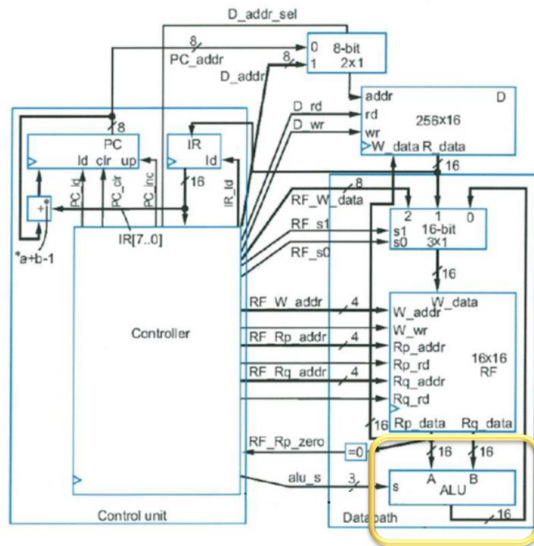 D_addr_sel
8
PC_addr
8
D_addr
0
1
8-bit
2x1
addr
D
rd
256x16
wr
W_data R_data
D_rd
D_wr
8
PC
ld clr up
IR
ld
16
16
+
*
*a+b-1
PC_ld
PC_clr
PC_inc
IR_ld
IR[7..0]
RF_W_data
8
RF_s1
RF_s0
2 1 0
s1 16-bit
s0 3x1
16
Controller
RF_W_addr 4
RF_Rp_addr 4
RF_Rq_addr 4
W_data
W_addr
W_wr
Rp_addr
16x16
Rp_rd
RF
Rq_addr
Rq_rd
Rp_data Rq_data
16
RF_Rp_zero
=0
16
16
alu_s
3
s
A B
ALU
16
Control unit
Datapath